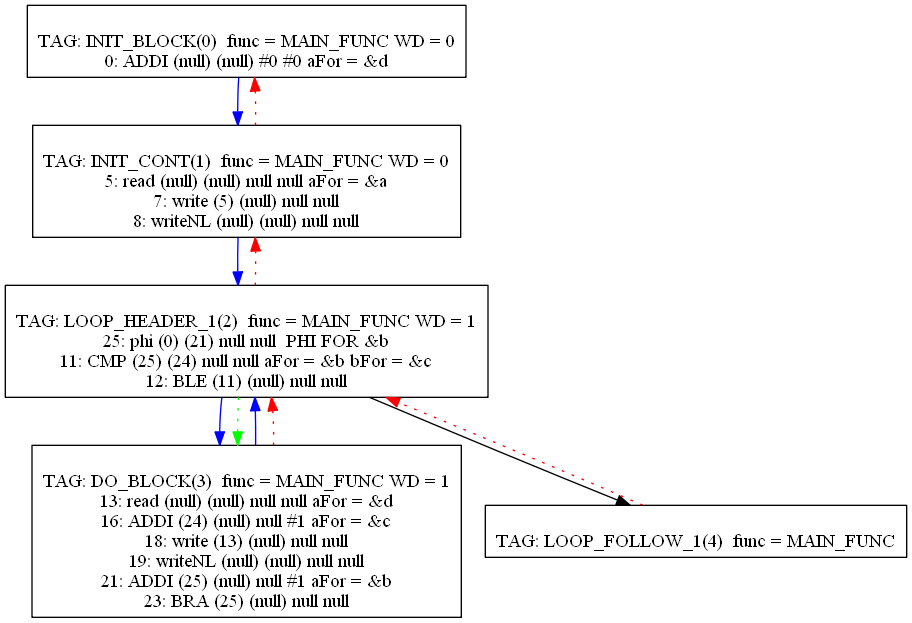 TAG: INIT_BLOCK(0) func = MAIN_FUNC WD = 0
0: ADDI (null) (null) #0 #0 aFor = &d
TAG: INIT_CONT(1) func = MAIN_FUNC WD = 0
5: read (null) (null) null null aFor = &a
7: write (5) (null) null null
8: writeNL (null) (null) null null
TAG: LOOP_HEADER_1(2) func = MAIN_FUNC WD = 1
25: phi (0) (21) null null PHI FOR &b
11: CMP (25) (24) null null aFor = &b bFor = &c
12: BLE (11) (null) null null
TAG: DO_BLOCK(3) func = MAIN_FUNC WD = 1
13: read (null) (null) null null aFor = &d
16: ADDI (24) (null) null #1 aFor = &c
18: write (13) (null) null null
19: writeNL (null) (null) null null
21: ADDI (25) (null) null #1 aFor = &b
23: BRA (25) (null) null null
TAG: LOOP_FOLLOW_1(4) func = MAIN_FUNC